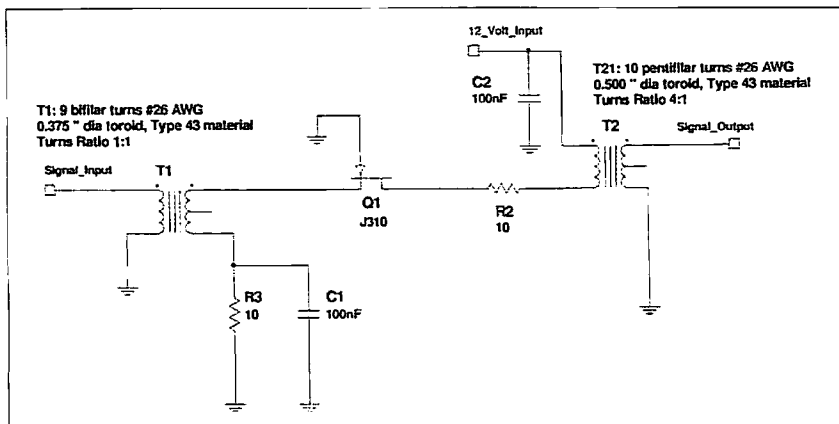 12_Volt_Input
T21: 10 pentifilar turns #26 AWG
0.500 " dia toroid, Type 43 material
Turns Ratio 4:1
C2
100nF
T2
Signal_Output
T1: 9 bifilar turns #26 AWG
0.375 " dia toroid, Type 43 material
Turns Ratio 1:1
Signal_Input
T1
Q1
J310
R2
10
R3
10
C1
100nF